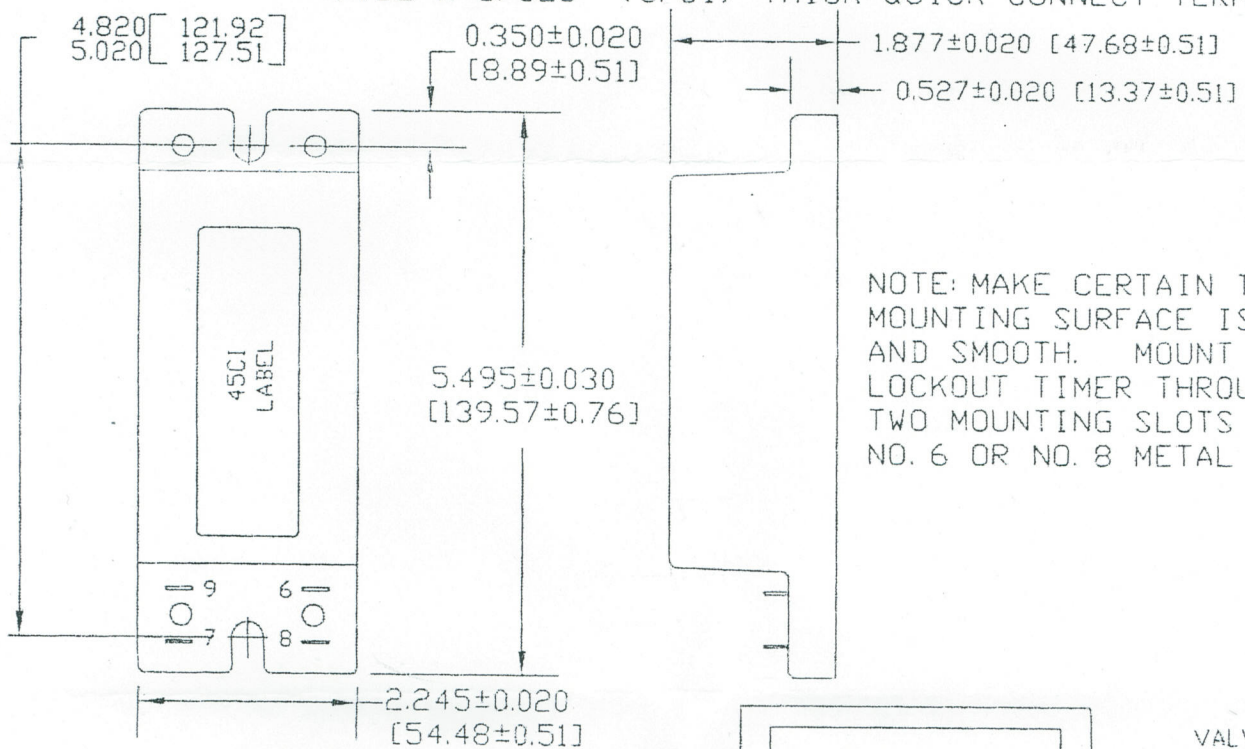 THICK QUICK CONNECT
4.820[ 121.92
5.020[ 127.51]
0.350±0.020
[8.89±0.51]
1.877±0.020 [47.68±0.51]
0.527±0.020 [13.37±0.51]
45CI
LABEL
5.495±0.030
[139.57±0.76]
NOTE: MAKE CERTAIN
MOUNTING SURFACE IS
AND SMOOTH. MOUNT
LOCKOUT TIMER
TWO MOUNTING SLOTS
NO. 6 OR NO. 8 METAL
9 6
7 8
2.245±0.020
[54.48±0.51]